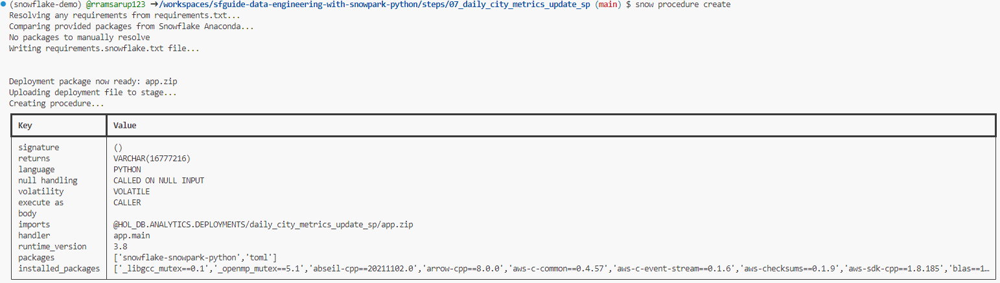 (snowflake-demo) @rramsarup123 ➜/workspaces/sfguide-data-engineering-with-snowpark-python/steps/07_daily_city_metrics_update_sp (main) $ snow procedure create
Resolving any requirements from requirements.txt...
Comparing provided packages from Snowflake Anaconda...
No packages to manually resolve
Writing requirements.snowflake.txt file...
Deployment package now ready: app.zip
Uploading deployment file to stage...
Creating procedure...
Key Value
signature ()
returns VARCHAR(16777216)
language PYTHON
null handling CALLED ON NULL INPUT
volatility VOLATILE
execute as CALLER
body
imports @HOL_DB.ANALYTICS.DEPLOYMENTS/daily_city_metrics_update_sp/app.zip
handler app.main
runtime_version 3.8
packages ['snowflake-snowpark-python','toml']
installed_packages ['_libgcc_mutex==0.1','_openmp_mutex==5.1','abseil-cpp==20211102.0','arrow-cpp==8.0.0','aws-c-common==0.4.57','aws-c-event-stream==0.1.6','aws-checksums==0.1.9','aws-sdk-cpp==1.8.185','blas==1…